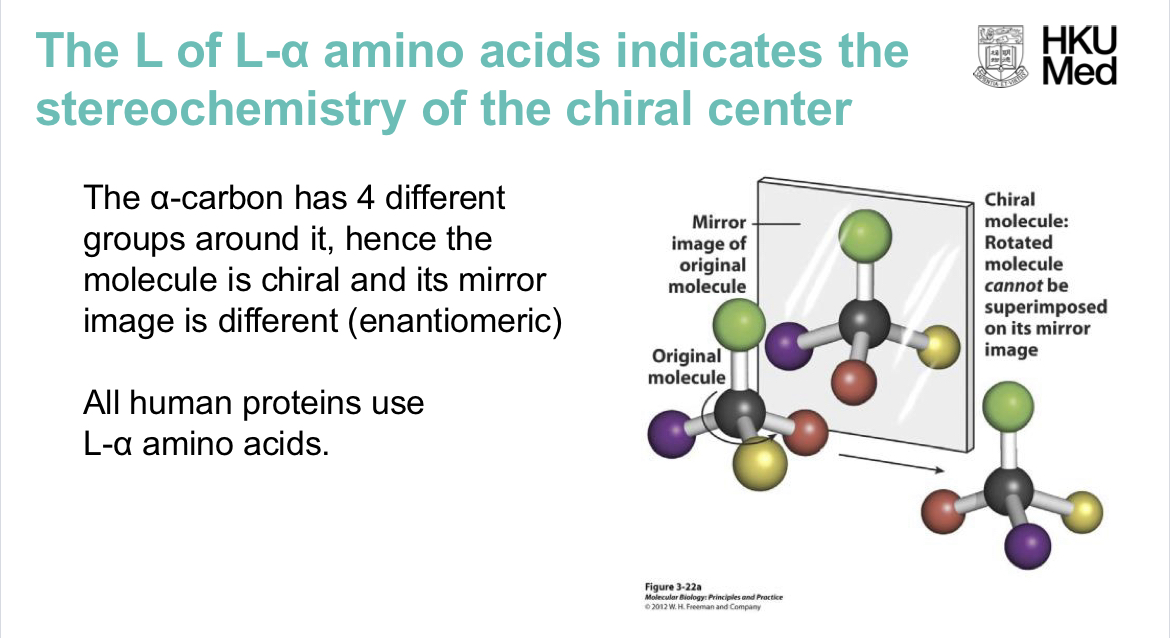 The L of L-α amino acids indicates the
stereochemistry of the chiral center
HKU
Med
The α-carbon has 4 different
groups around it, hence the
molecule is chiral and its mirror
image is different (enantiomeric)
All human proteins use
L-α amino acids.
Mirror
image of
original
molecule
Original
molecule
Chiral
molecule:
Rotated
molecule
cannot be
superimposed
on its mirror
image
Figure 3-22a
Molecular Biology: Principles and Practice
© 2012 W. H. Freeman and Company